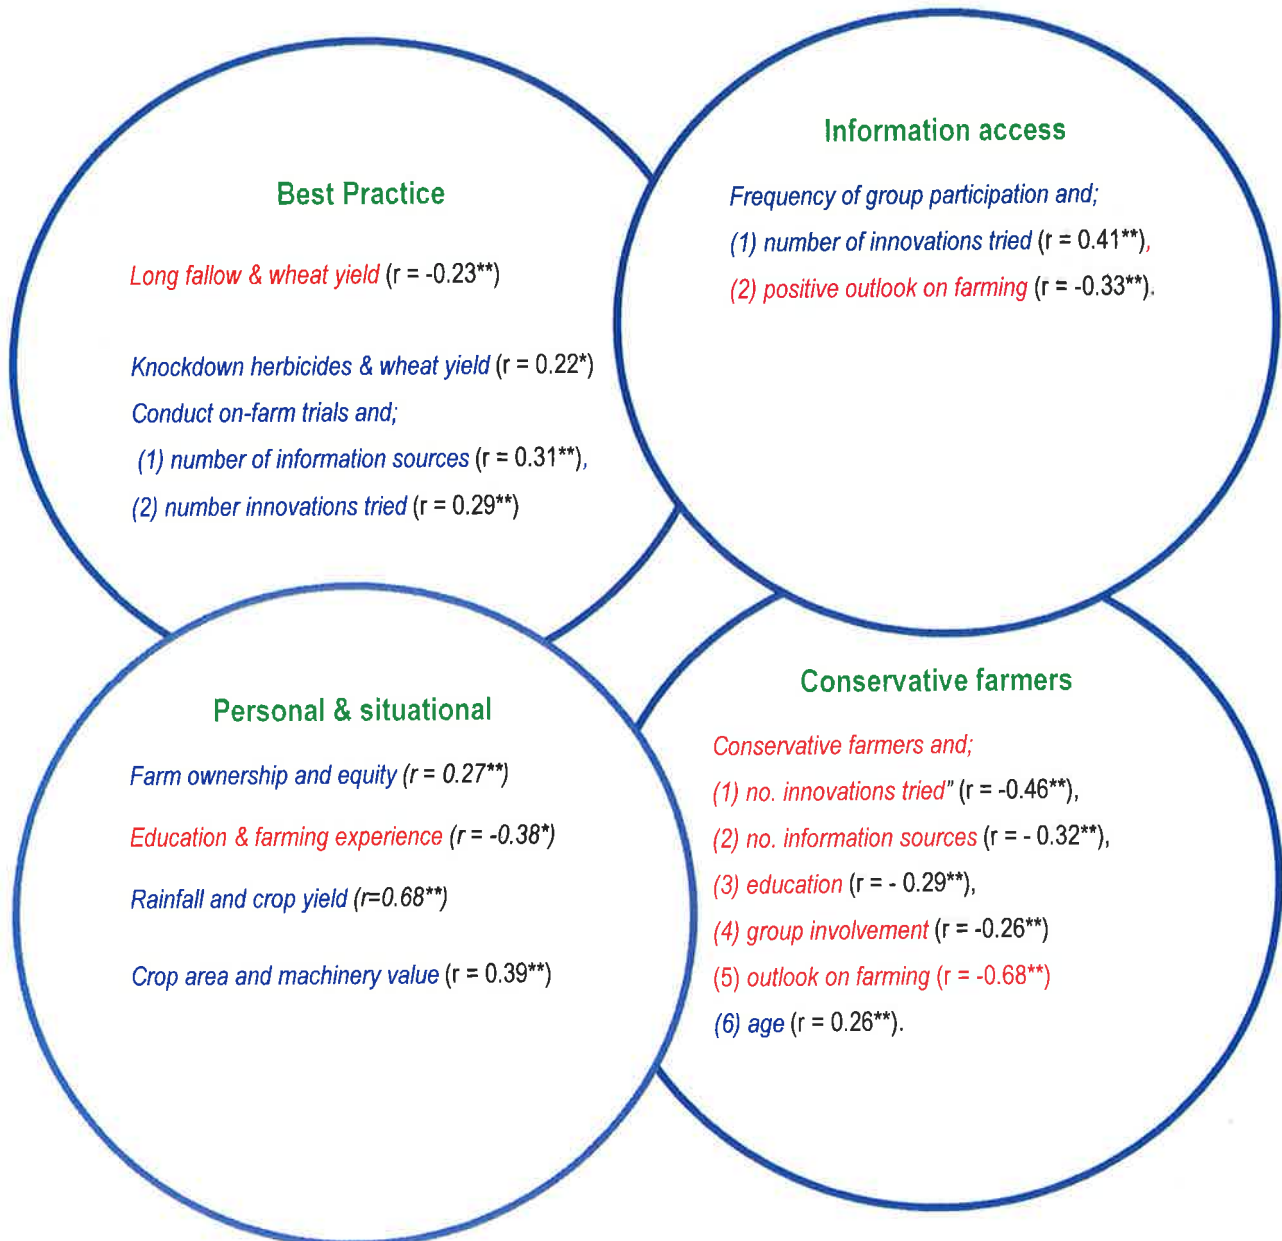 Best Practice
Long fallow & wheat yield (r = -0.23**)
Knockdown herbicides & wheat yield (r = 0.22*)
Conduct on-farm trials and;
(1) number of information sources (r = 0.31**),
(2) number innovations tried (r = 0.29**)
Information access
Frequency of group participation and;
(1) number of innovations tried (r = 0.41**),
(2) positive outlook on farming (r = -0.33**).
Personal & situational
Farm ownership and equity (r = 0.27**)
Education & farming experience (r = -0.38*)
Rainfall and crop yield (r=0.68**)
Crop area and machinery value (r = 0.39**)
Conservative farmers
Conservative farmers and;
(1) no. innovations tried” (r = -0.46**),
(2) no. information sources (r = - 0.32**),
(3) education (r = - 0.29**),
(4) group involvement (r = -0.26**)
(5) outlook on farming (r = -0.68**)
(6) age (r = 0.26**).